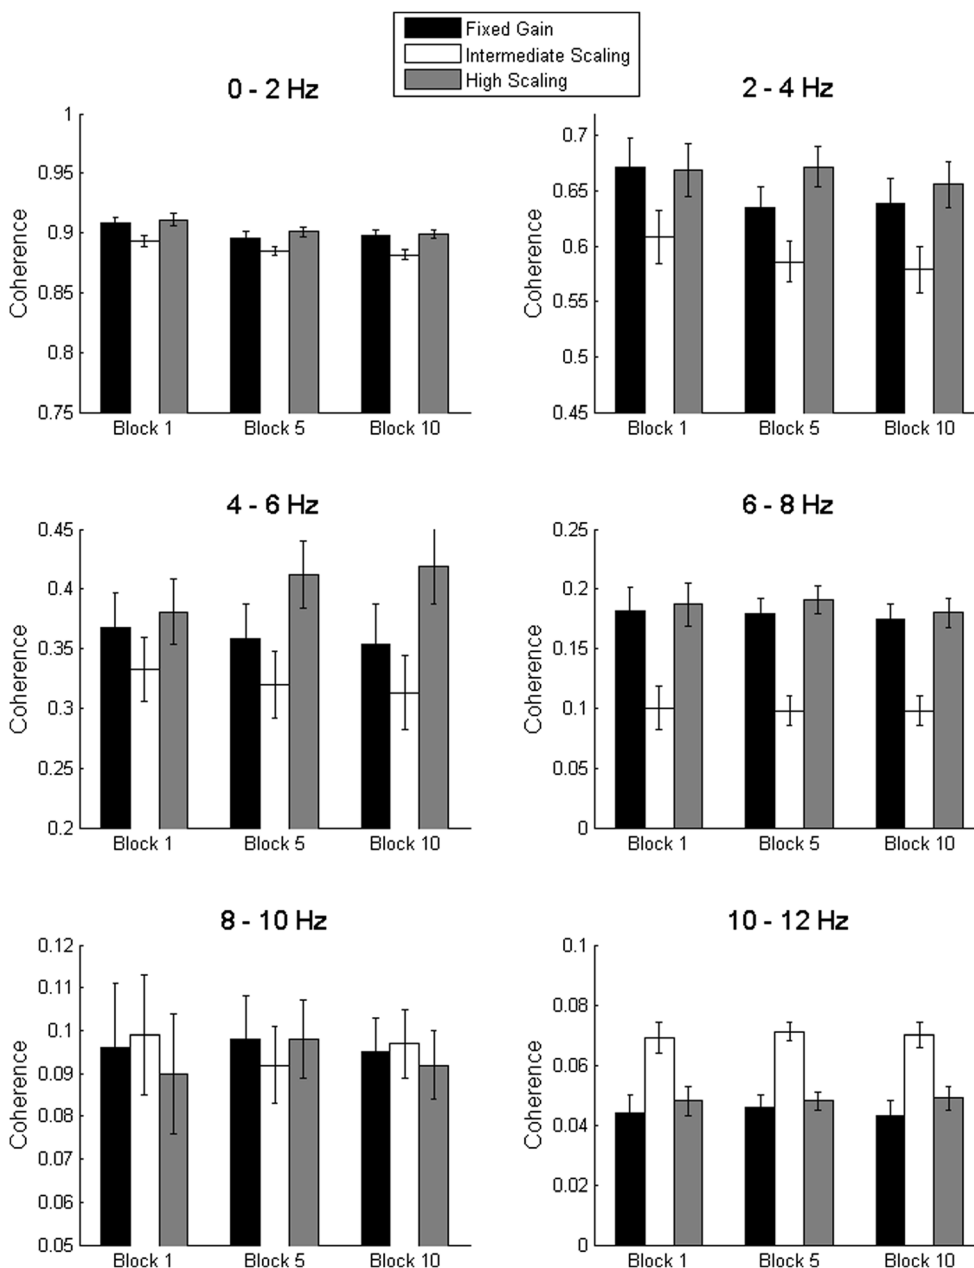 Fixed Gain
Intermediate Scaling
High Scaling
0 - 2 Hz
Coherence
1
0.95
0.9
0.85
0.8
0.75
Block 1 Block 5 Block 10
2 - 4 Hz
Coherence
0.7
0.65
0.6
0.55
0.5
0.45
Block 1 Block 5 Block 10
4 - 6 Hz
Coherence
0.45
0.4
0.35
0.3
0.25
0.2
Block 1 Block 5 Block 10
6 - 8 Hz
Coherence
0.25
0.2
0.15
0.1
0.05
0
Block 1 Block 5 Block 10
8 - 10 Hz
Coherence
0.12
0.11
0.1
0.09
0.08
0.07
0.06
0.05
Block 1 Block 5 Block 10
10 - 12 Hz
Coherence
0.1
0.08
0.06
0.04
0.02
0
Block 1 Block 5 Block 10